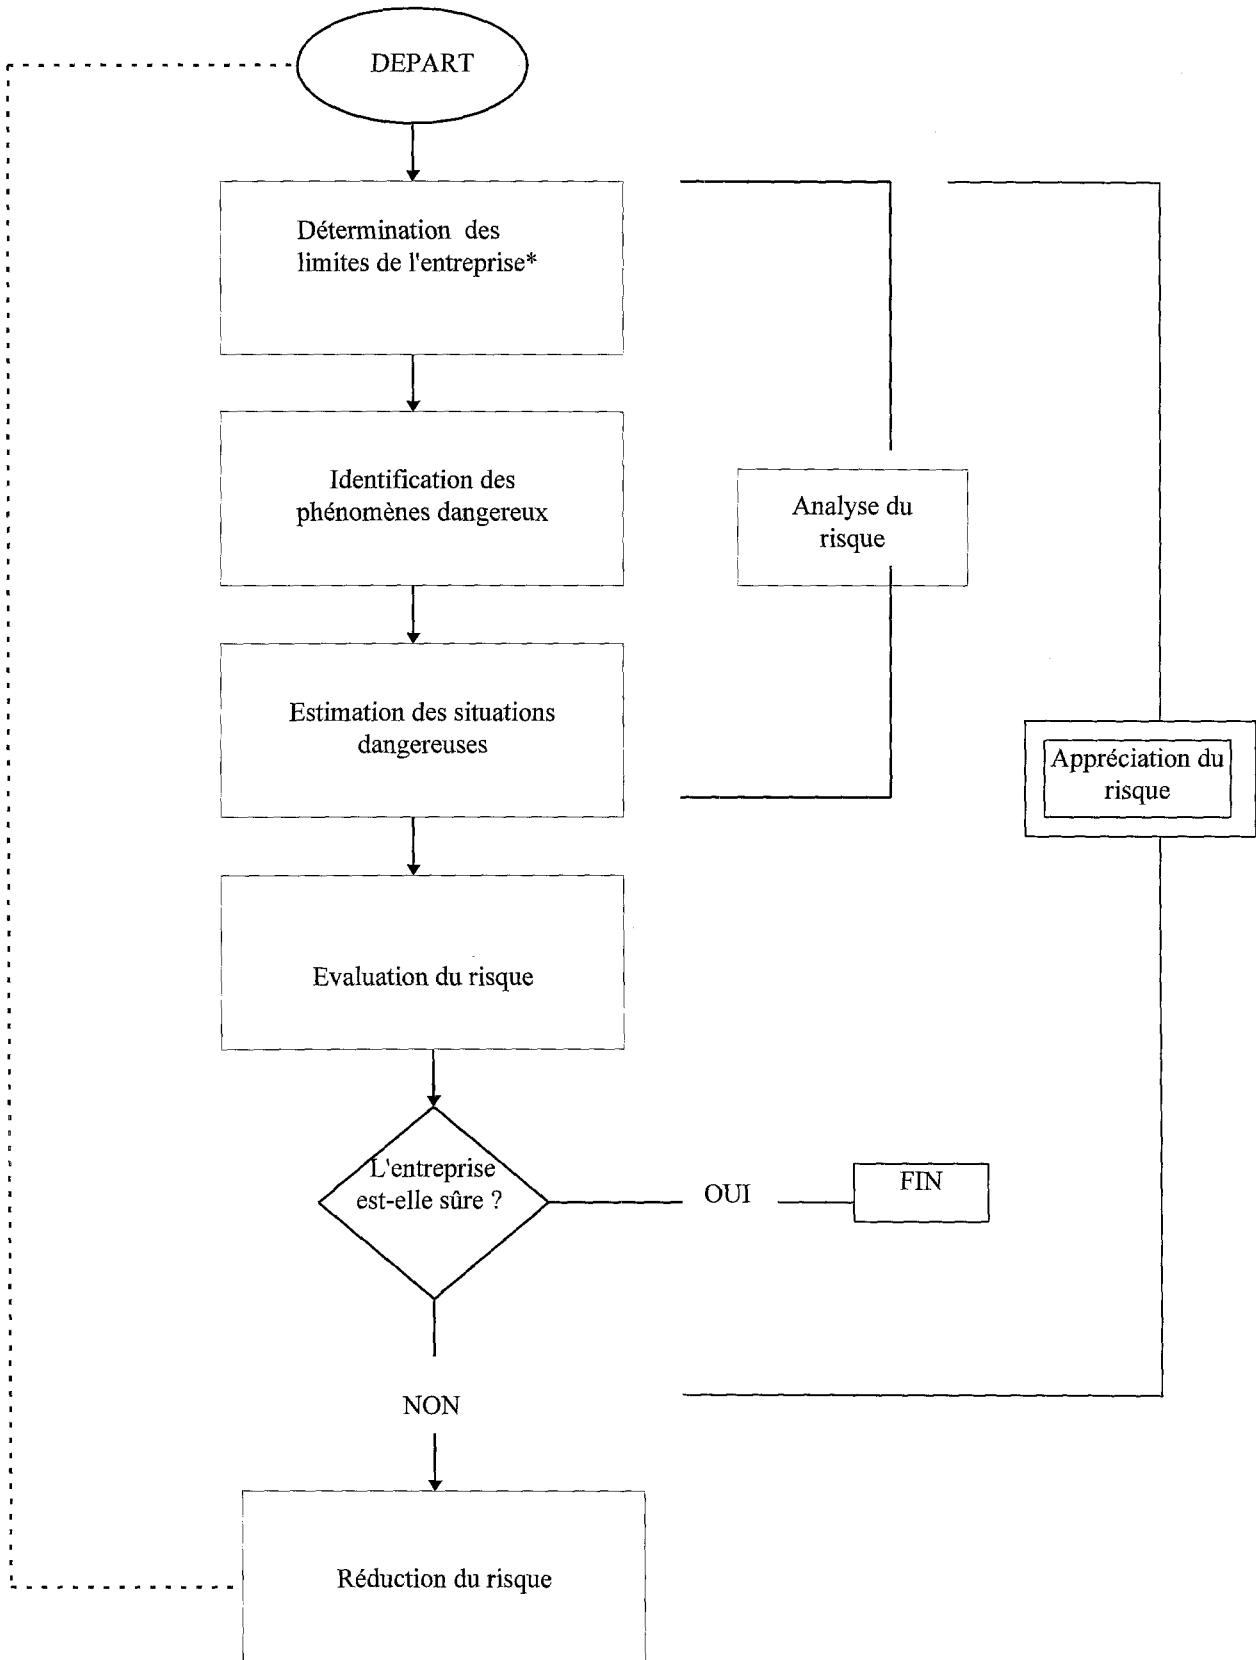 DEPART
Détermination des
limites de l'entreprise*
Identification des
phénomènes dangereux
Analyse du
risque
Estimation des situations
dangereuses
Appréciation du
risque
Evaluation du risque
L'entreprise
est-elle sûre ?
OUI
FIN
NON
Réduction du risque